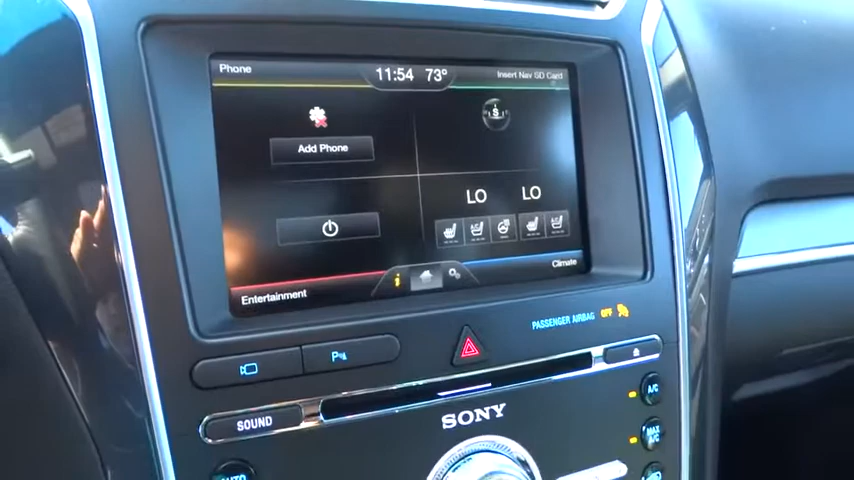 Phone
11:54 73°
Insert Nav SD Card
S
Add Phone
LO LO
Entertainment
i
Climate
PASSENGER AIRBAG OFF
P
SOUND
SONY
A/C
MAX A/C
AUTO